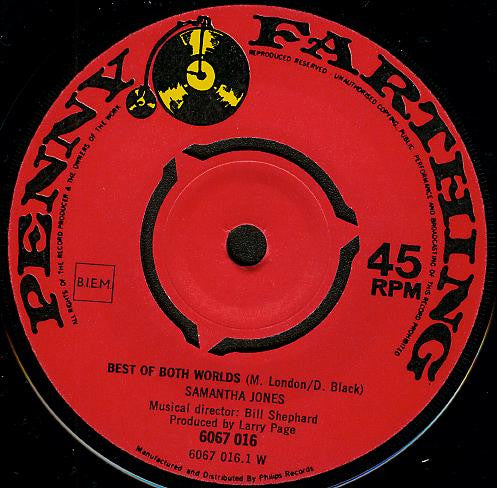 PENNY FARTHING
REPRODUCED RESERVED · UNAUTHORISED COPYING, PUBLIC PERFORMANCE AND BROADCASTING OF THIS RECORD PROHIBITED
ALL RIGHTS OF THE RECORD PRODUCER & THE OWNERS OF THE WORK
B.I.E.M.
45
RPM
BEST OF BOTH WORLDS (M. London/D. Black)
SAMANTHA JONES
Musical director: Bill Shephard
Produced by Larry Page
6067 016
6067 016.1 W
Manufactured and Distributed By Philips Records